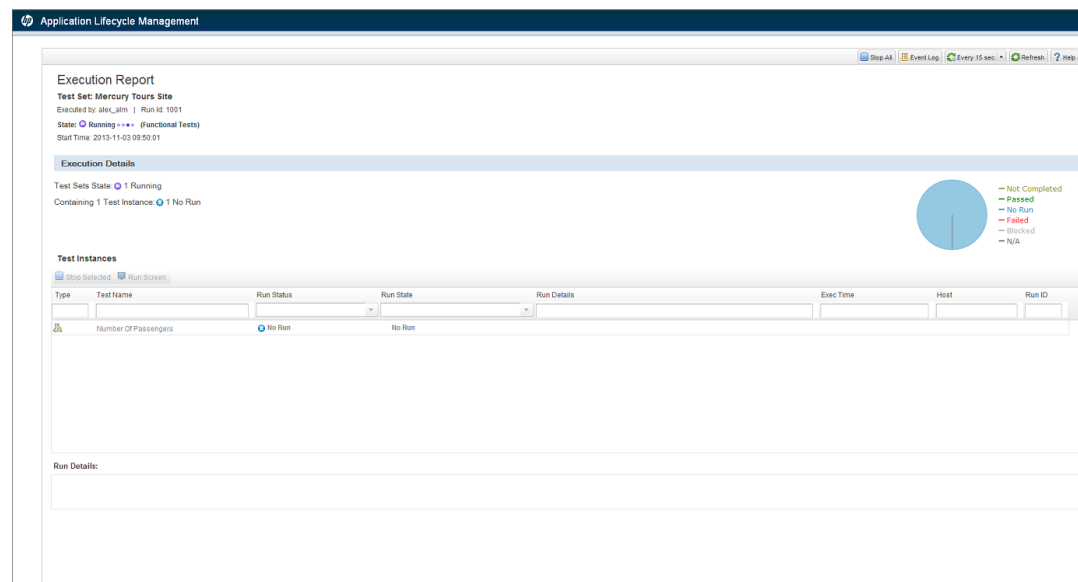 hp Application Lifecycle Management
Stop All Event Log Every 15 sec Refresh ? Help
Execution Report
Test Set: Mercury Tours Site
Executed by: alex_alm | Run Id: 1001
State: Running (Functional Tests)
Start Time: 2013-11-03 09:50:01
Execution Details
Test Sets State: 1 Running
Containing 1 Test Instance: 1 No Run
Not Completed
Passed
No Run
Failed
Blocked
N/A
Test Instances
Stop Selected Run Screen
Type Test Name Run Status Run State Run Details Exec Time Host Run ID
Number Of Passengers No Run No Run
Run Details: